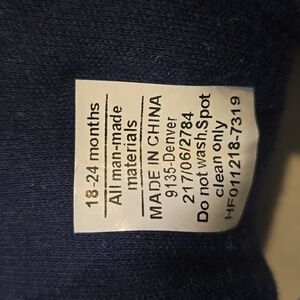 18-24 months
All man-made
materials
MADE IN CHINA
9135-Denver
217/06/2784
Do not wash.Spot
clean only
HF011218-7319